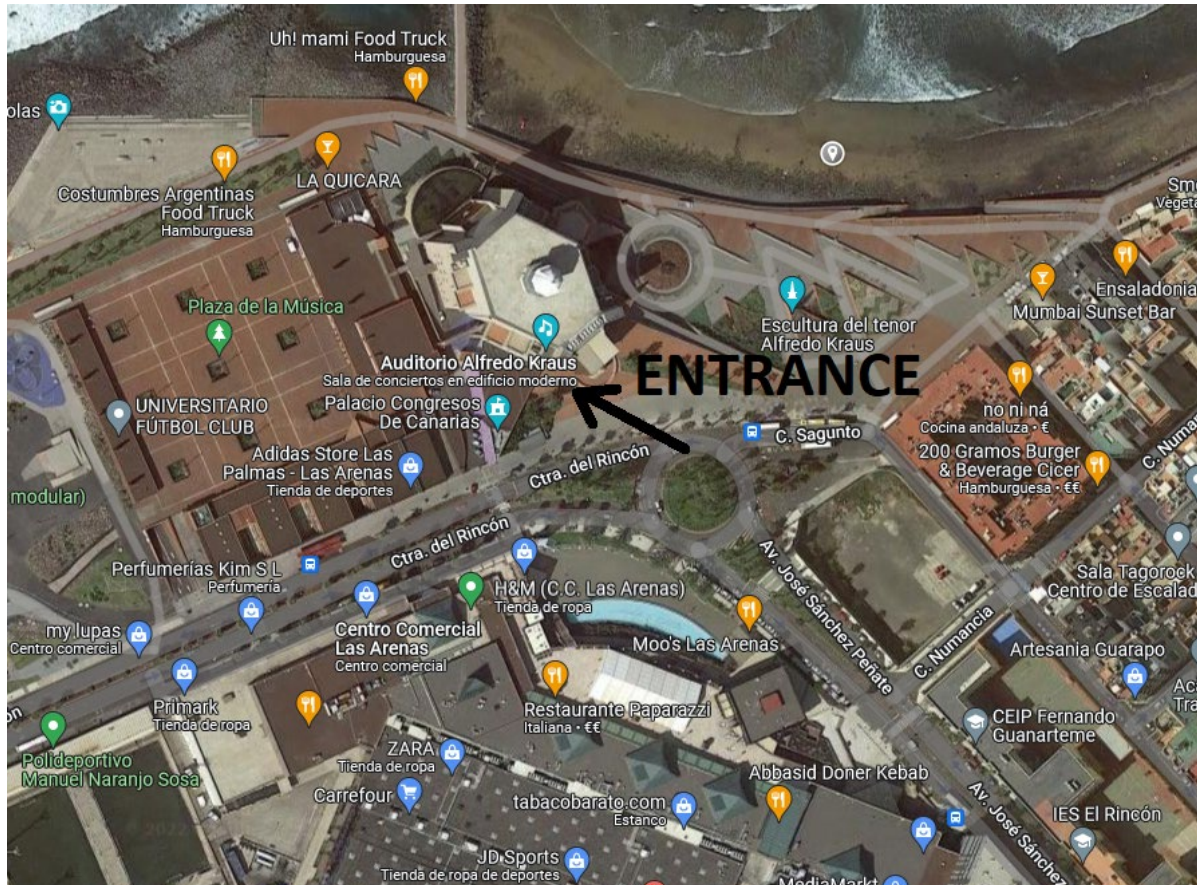 Uh! mami Food Truck
Hamburguesa
olas
LA QUICARA
Costumbres Argentinas
Food Truck
Hamburguesa
Plaza de la Música
Ensaladonia
Mumbai Sunset Bar
Escultura del tenor
Alfredo Kraus
Auditorio Alfredo Kraus
Sala de conciertos en edificio moderno
ENTRANCE
Palacio Congresos
De Canarias
UNIVERSITARIO
FÚTBOL CLUB
no ni ná
Cocina andaluza • €
C. Sagunto
Adidas Store Las
Palmas - Las Arenas
Tienda de deportes
Ctra. del Rincón
200 Gramos Burger
& Beverage Cicer
Hamburguesa • €€
modular)
Ctra. del Rincón
Perfumerías Kim S L
Perfumería
H&M (C.C. Las Arenas)
Tienda de ropa
Av. José Sánchez Peñate
Sala Tagorock
my lupas
Centro comercial
Centro Comercial
Las Arenas
Centro comercial
Moo's Las Arenas
C. Numancia
Artesania Guarapo
Primark
Tienda de ropa
Restaurante Paparazzi
Italiana • €€
CEIP Fernando
Guanarteme
Polideportivo
Manuel Naranjo Sosa
ZARA
Tienda de ropa
Carrefour
Abbasid Doner Kebab
tabacobarato.com
Estanco
Av. José Sánchez
IES El Rincón
JD Sports
Tienda de ropa de deportes
MediaMarkt